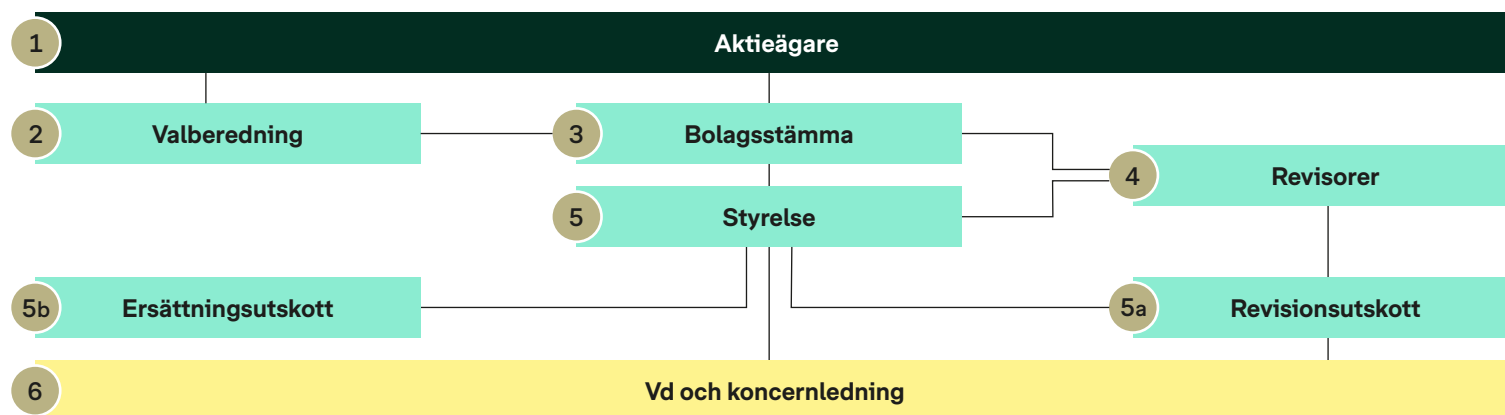 1 Aktieägare
2 Valberedning
3 Bolagsstämma
4 Revisorer
5 Styrelse
5b Ersättningsutskott
5a Revisionsutskott
6 Vd och koncernledning